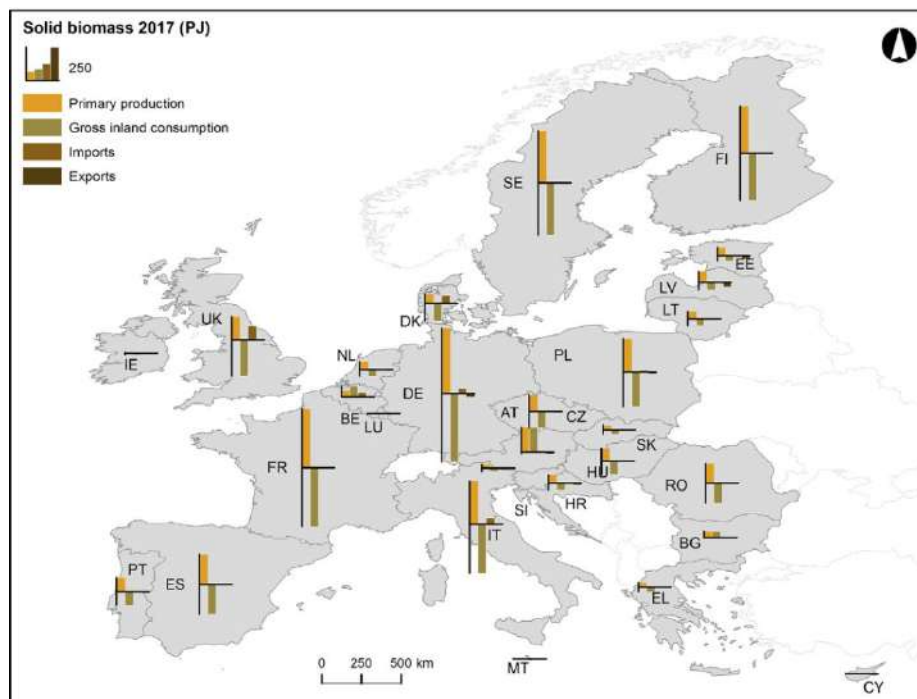 Solid biomass 2017 (PJ)
250
Primary production
Gross inland consumption
Imports
Exports
FI
SE
EE
LV
LT
DK
UK
IE
NL
PL
DE
BE
LU
AT
CZ
SK
FR
HU
RO
SI
HR
IT
BG
PT
ES
EL
MT
CY
0 250 500 km